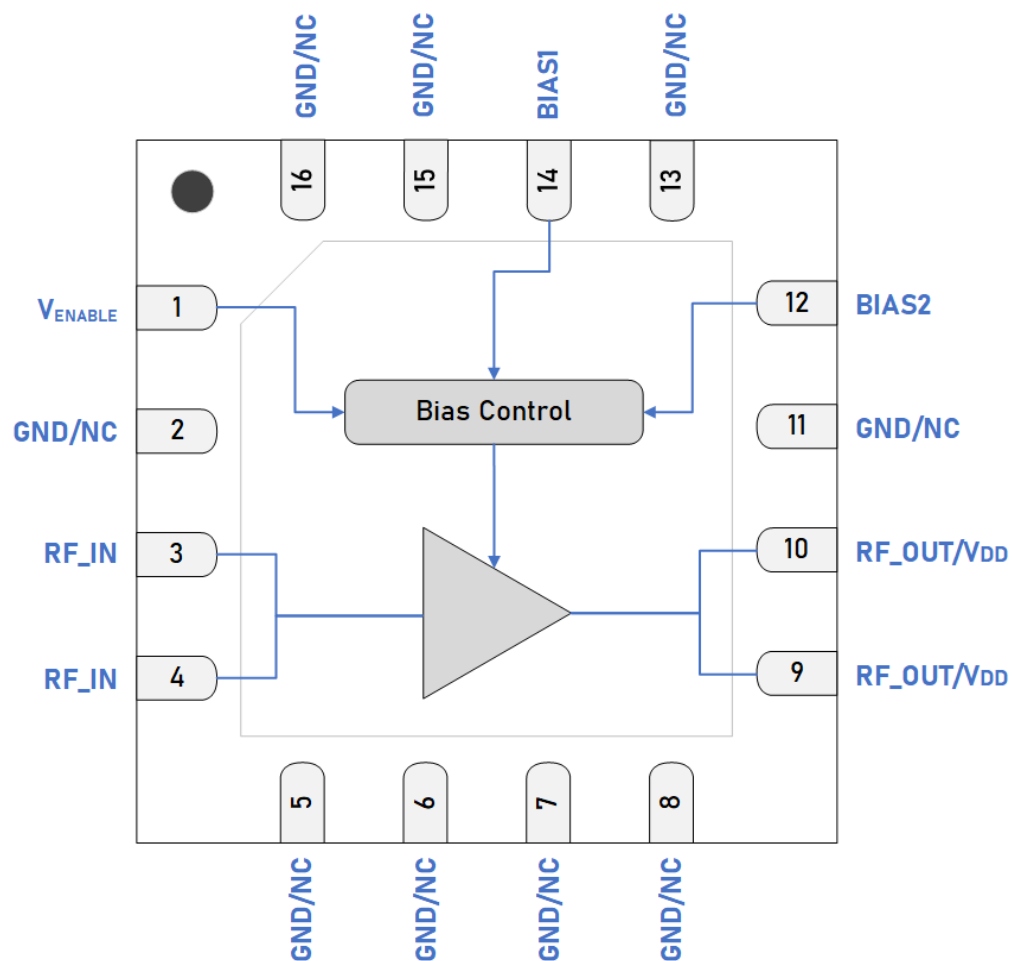 GND/NC
GND/NC
BIAS1
GND/NC
16
15
14
13
VENABLE
1
12
BIAS2
Bias Control
GND/NC
2
11
GND/NC
RF_IN
3
10
RF_OUT/VDD
RF_IN
4
9
RF_OUT/VDD
5
6
7
8
GND/NC
GND/NC
GND/NC
GND/NC